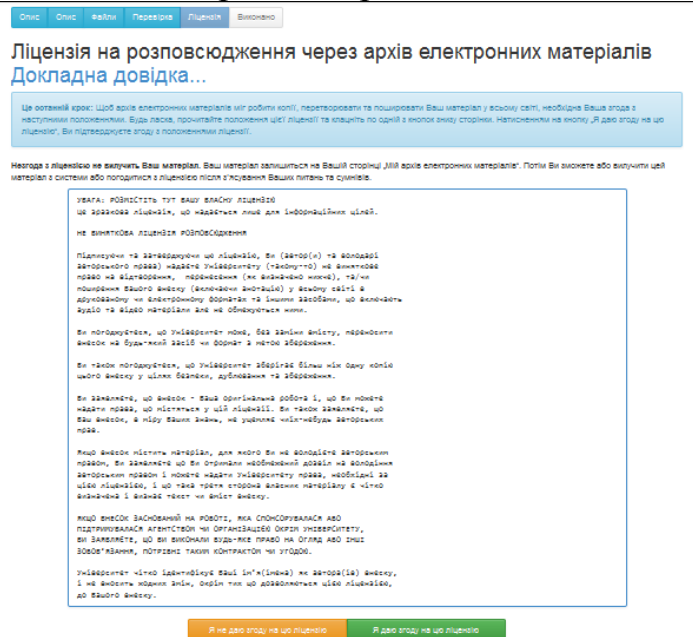 Опис Опис Файли Перевірка Ліцензія Виконано
Ліцензія на розповсюдження через архів електронних матеріалів
Докладна довідка...
Це останній крок: Щоб архів електронних матеріалів міг робити копії, перетворювати та поширювати Ваш матеріал у всьому світі, необхідна Ваша згода з
наступними положеннями. Будь ласка, прочитайте положення цієї ліцензії та клацніть по одній з кнопок знизу сторінки. Натисненням на кнопку „Я даю згоду на цю
ліцензію“, Ви підтверджуєте згоду з положеннями ліцензії.
Незгода з ліцензією не вилучить Ваш матеріал. Ваш матеріал залишиться на Вашій сторінці „Мій архів електронних матеріалів“. Потім Ви зможете або вилучити цей
матеріал з системи або погодитися з ліцензією після з'ясування Ваших питань та сумнівів.
УВАГА: РОЗМІСТІТЬ ТУТ ВАШУ ВЛАСНУ ЛІЦЕНЗІЮ
Це зразкова ліцензія, що надається лише для інформаційних цілей.
НЕ ВИНЯТКОВА ЛІЦЕНЗІЯ РОЗПОВСЮДЖЕННЯ
Підписуючи та затверджуючи цю ліцензію, Ви (автор(и) та володарі
авторського права) надаєте Університету (такому-то) не виняткове
право на відтворення, перенесення (як визначено нижче), та/чи
поширення Вашого внеску (включаючи анотацію) у всьому світі в
друкованому чи електронному форматах та іншими засобами, що включають
аудіо та відео матеріали але не обмежуються ними.
Ви погоджуєтеся, що Університет може, без заміни вмісту, переносити
внесок на будь-який засіб чи формат з метою збереження.
Ви також погоджуєтеся, що Університет зберігає більш ніж одну копію
цього внеску у цілях безпеки, дублювання та збереження.
Ви заявляєте, що внесок - Ваша оригінальна робота і, що Ви можете
надати права, що містяться у цій ліцензії. Ви також заявляєте, що
Ваш внесок, в міру Ваших знань, не ущемляє чиїх-небудь авторських
прав.
Якщо внесок містить матеріал, для якого Ви не володієте авторським
правом, Ви заявляєте що Ви отримали необмежений дозвіл на володіння
авторським правом і можете надати Університету права, необхідні за
цією ліцензією, і що така третя сторона власник матеріалу є чітко
визначена і визнає текст чи вміст внеску.
ЯКЩО ВНЕСОК ЗАСНОВАНИЙ НА РОБОТІ, ЯКА СПОНСОРУВАЛАСЯ АБО
ПІДТРИМУВАЛАСЯ АГЕНТСТВОМ ЧИ ОРГАНІЗАЦІЄЮ ОКРІМ УНІВЕРСИТЕТУ,
ВИ ЗАЯВЛЯЄТЕ, ЩО ВИ ВИКОНАЛИ БУДЬ-ЯКЕ ПРАВО НА ОГЛЯД АБО ІНШІ
ЗОБОВ'ЯЗАННЯ, ПОТРІБНІ ТАКИМ КОНТРАКТОМ ЧИ УГОДОЮ.
Університет чітко ідентифікує Ваші ім'я(імена) як автора(ів) внеску,
і не вносить жодних змін, окрім тих що дозволяються цією ліцензією,
до Вашого внеску.
Я не даю згоду на цю ліцензію Я даю згоду на цю ліцензію